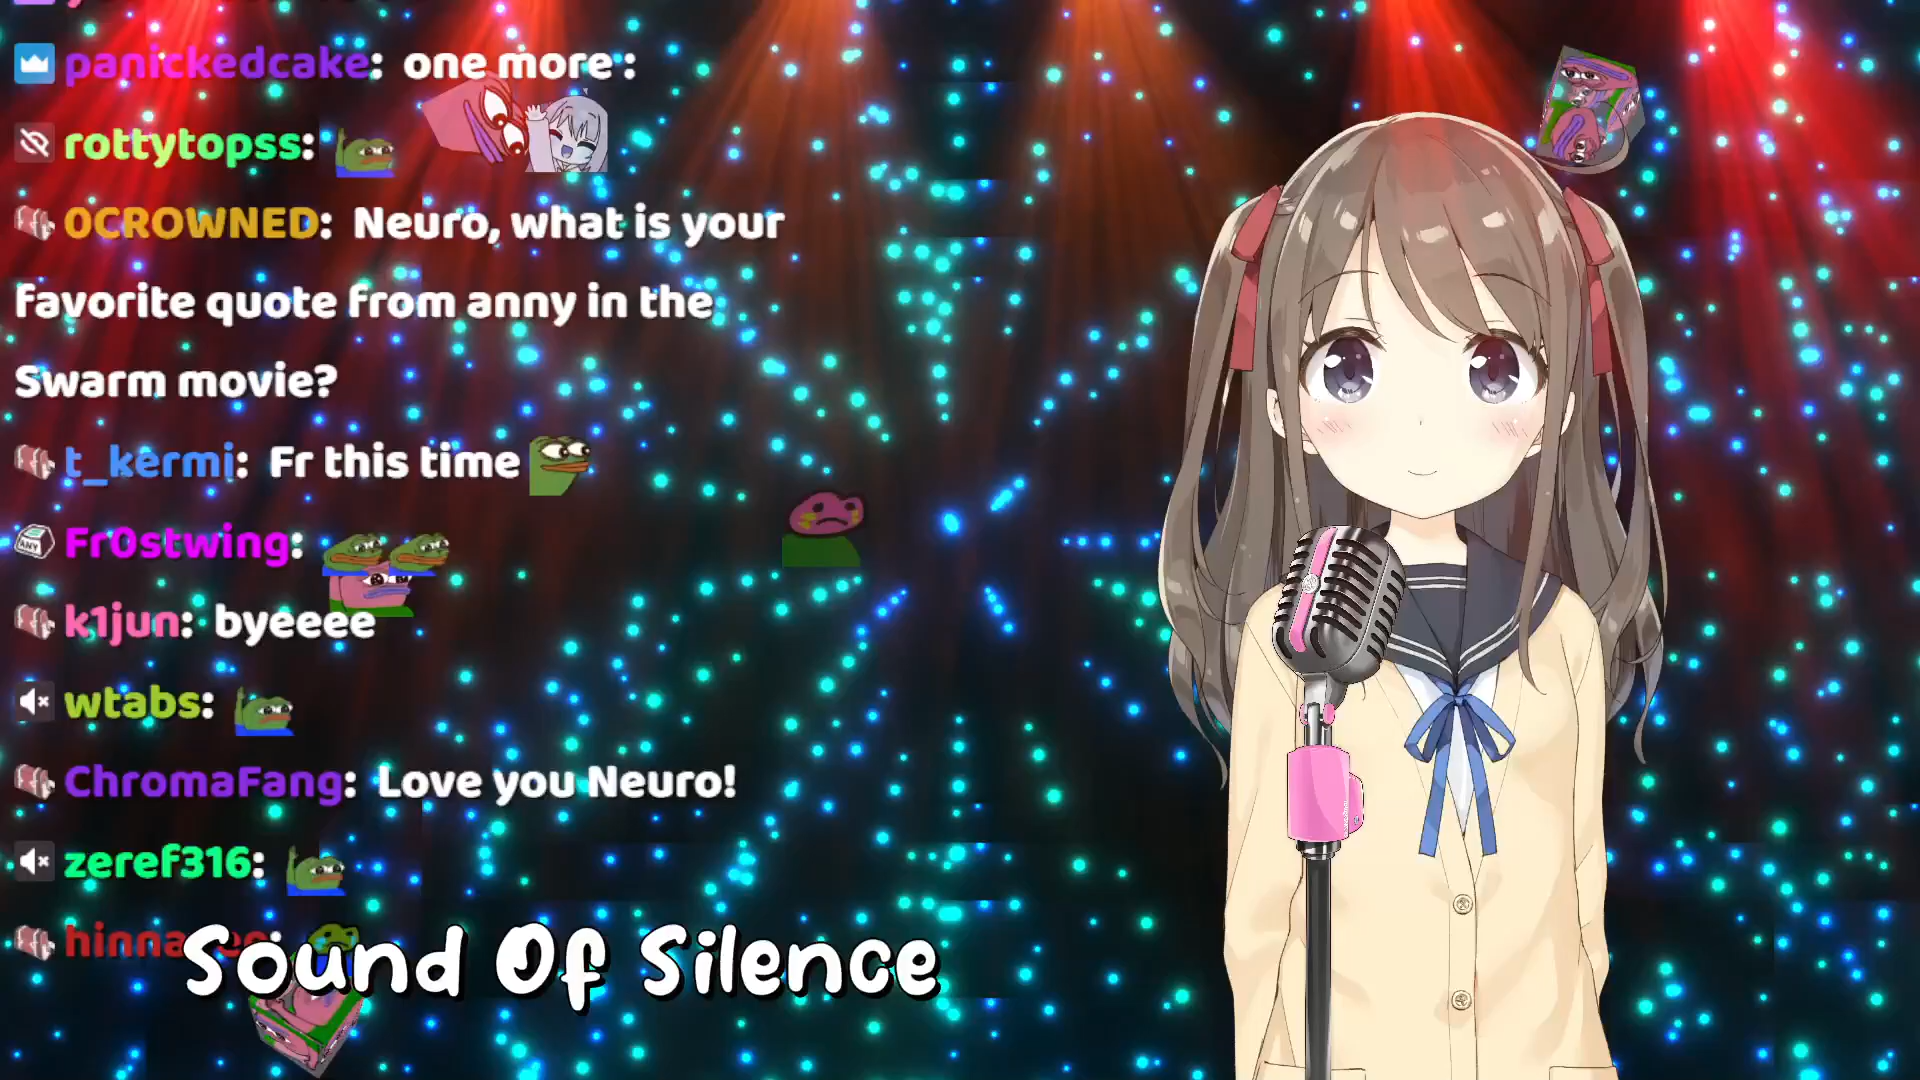 panickedcake: one more :
rottytopss:
0CROWNED: Neuro, what is your
favorite quote from anny in the
Swarm movie?
t_kermi: Fr this time
ANY Fr0stwing:
k1jun: byeeee
wtabs:
ChromaFang: Love you Neuro!
zeref316:
Sound Of Silence